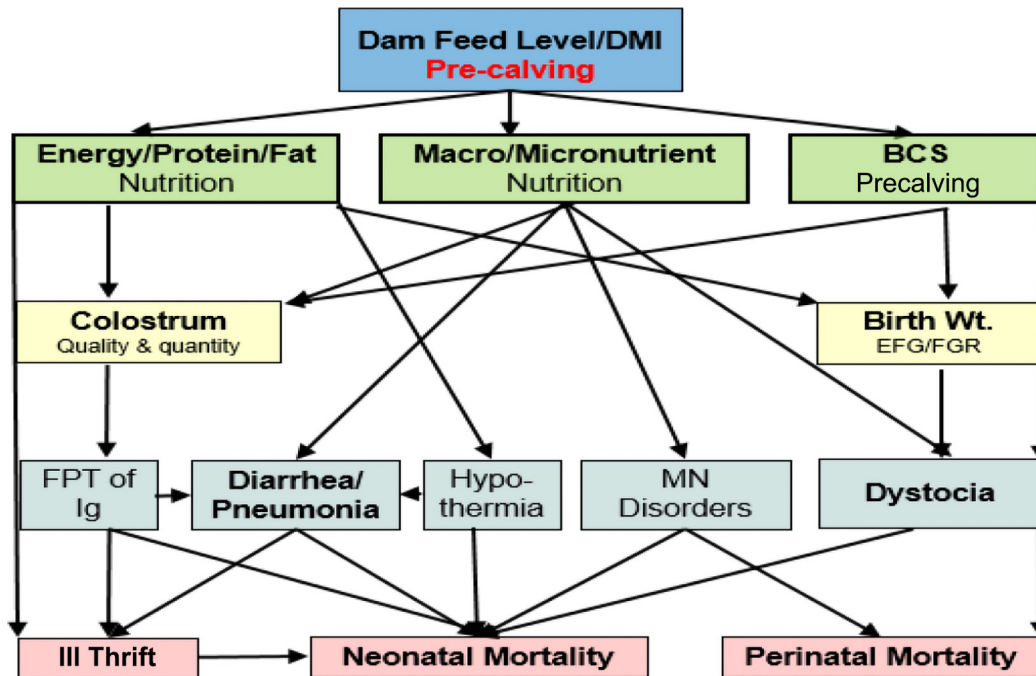 Dam Feed Level/DMI
Pre-calving
Energy/Protein/Fat
Nutrition
Macro/Micronutrient
Nutrition
BCS
Precalving
Colostrum
Quality & quantity
Birth Wt.
EFG/FGR
FPT of
Ig
Diarrhea/
Pneumonia
Hypo-
thermia
MN
Disorders
Dystocia
Ill Thrift
Neonatal Mortality
Perinatal Mortality